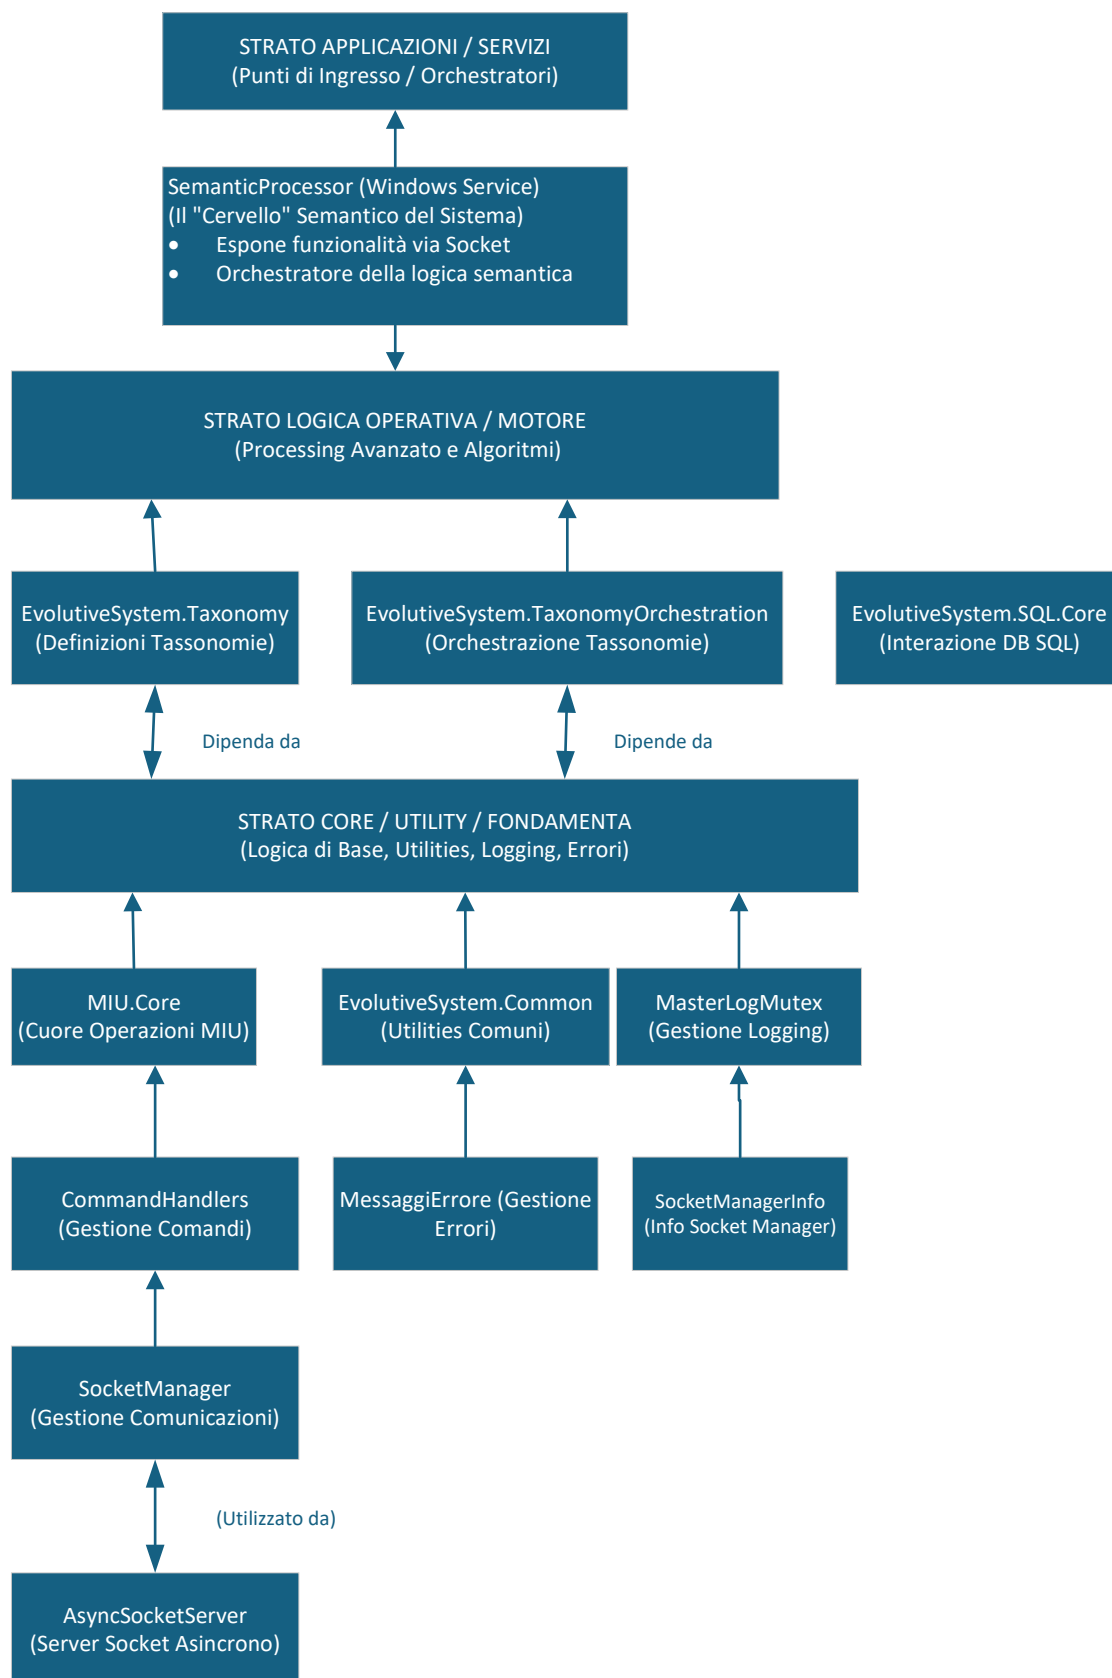 STRATO APPLICAZIONI / SERVIZI
(Punti di Ingresso / Orchestratori)
SemanticProcessor (Windows Service)
(Il "Cervello" Semantico del Sistema)
• Espone funzionalità via Socket
• Orchestratore della logica semantica
STRATO LOGICA OPERATIVA / MOTORE
(Processing Avanzato e Algoritmi)
EvolutiveSystem.Taxonomy
(Definizioni Tassonomie)
EvolutiveSystem.TaxonomyOrchestration
(Orchestrazione Tassonomie)
EvolutiveSystem.SQL.Core
(Interazione DB SQL)
Dipenda da
Dipende da
STRATO CORE / UTILITY / FONDAMENTA
(Logica di Base, Utilities, Logging, Errori)
MIU.Core
(Cuore Operazioni MIU)
EvolutiveSystem.Common
(Utilities Comuni)
MasterLogMutex
(Gestione Logging)
CommandHandlers
(Gestione Comandi)
MessaggiErrore (Gestione
Errori)
SocketManagerInfo
(Info Socket Manager)
SocketManager
(Gestione Comunicazioni)
(Utilizzato da)
AsyncSocketServer
(Server Socket Asincrono)